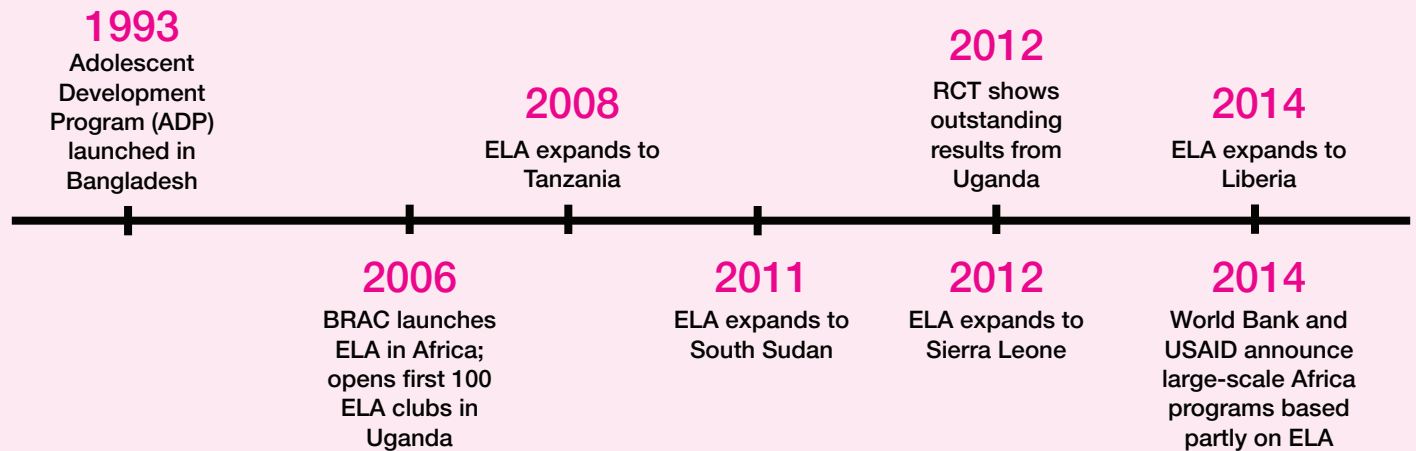 1993
Adolescent
Development
Program (ADP)
launched in
Bangladesh
2006
BRAC launches
ELA in Africa;
opens first 100
ELA clubs in
Uganda
2008
ELA expands to
Tanzania
2011
ELA expands to
South Sudan
2012
RCT shows
outstanding
results from
Uganda
2012
ELA expands to
Sierra Leone
2014
ELA expands to
Liberia
2014
World Bank and
USAID announce
large-scale Africa
programs based
partly on ELA